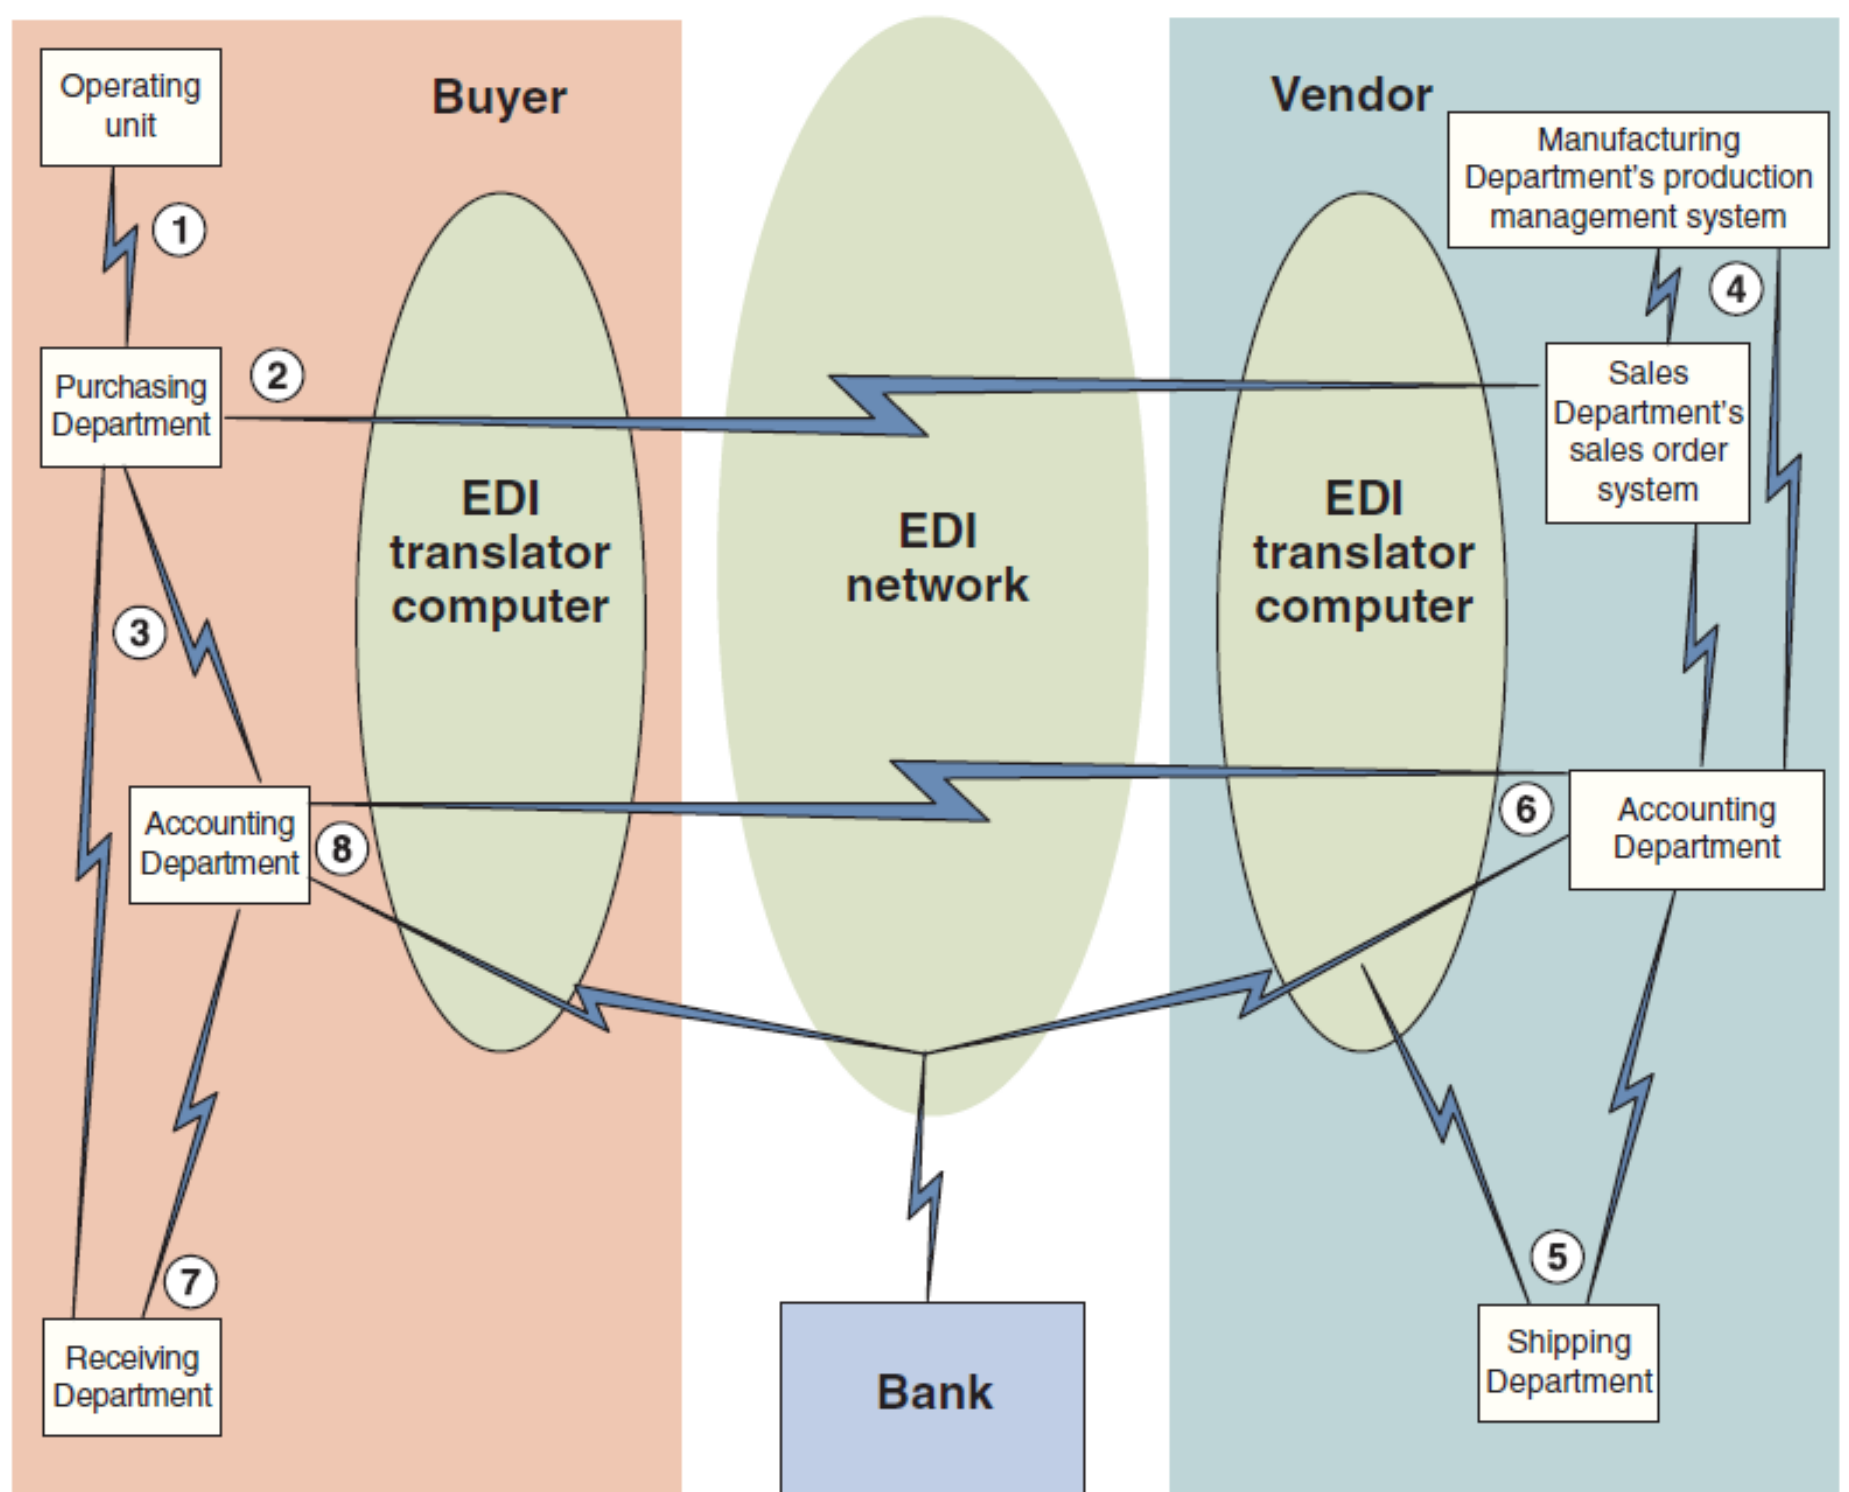 Buyer
Vendor
Operating
unit
1
Purchasing
Department
2
3
Accounting
Department
8
7
Receiving
Department
EDI
translator
computer
EDI
network
Bank
EDI
translator
computer
Manufacturing
Department's production
management system
4
Sales
Department's
sales order
system
6
Accounting
Department
5
Shipping
Department